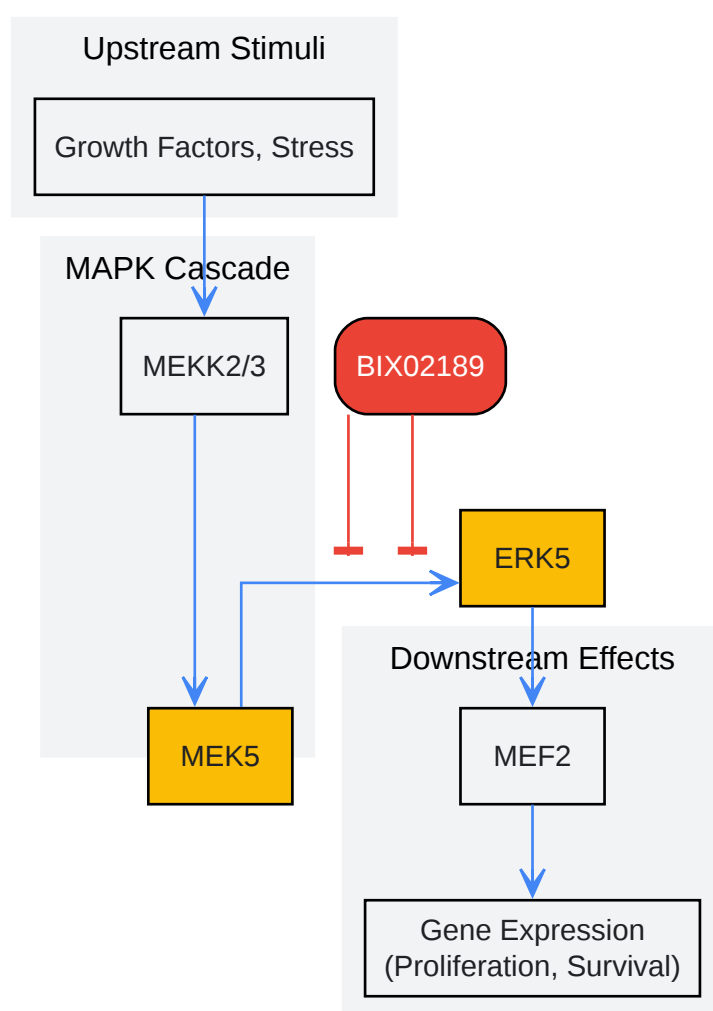 Upstream Stimuli
Growth Factors, Stress
MAPK Cascade
MEKK2/3
BIX02189
ERK5
Downstream Effects
MEK5
MEF2
Gene Expression
(Proliferation, Survival)